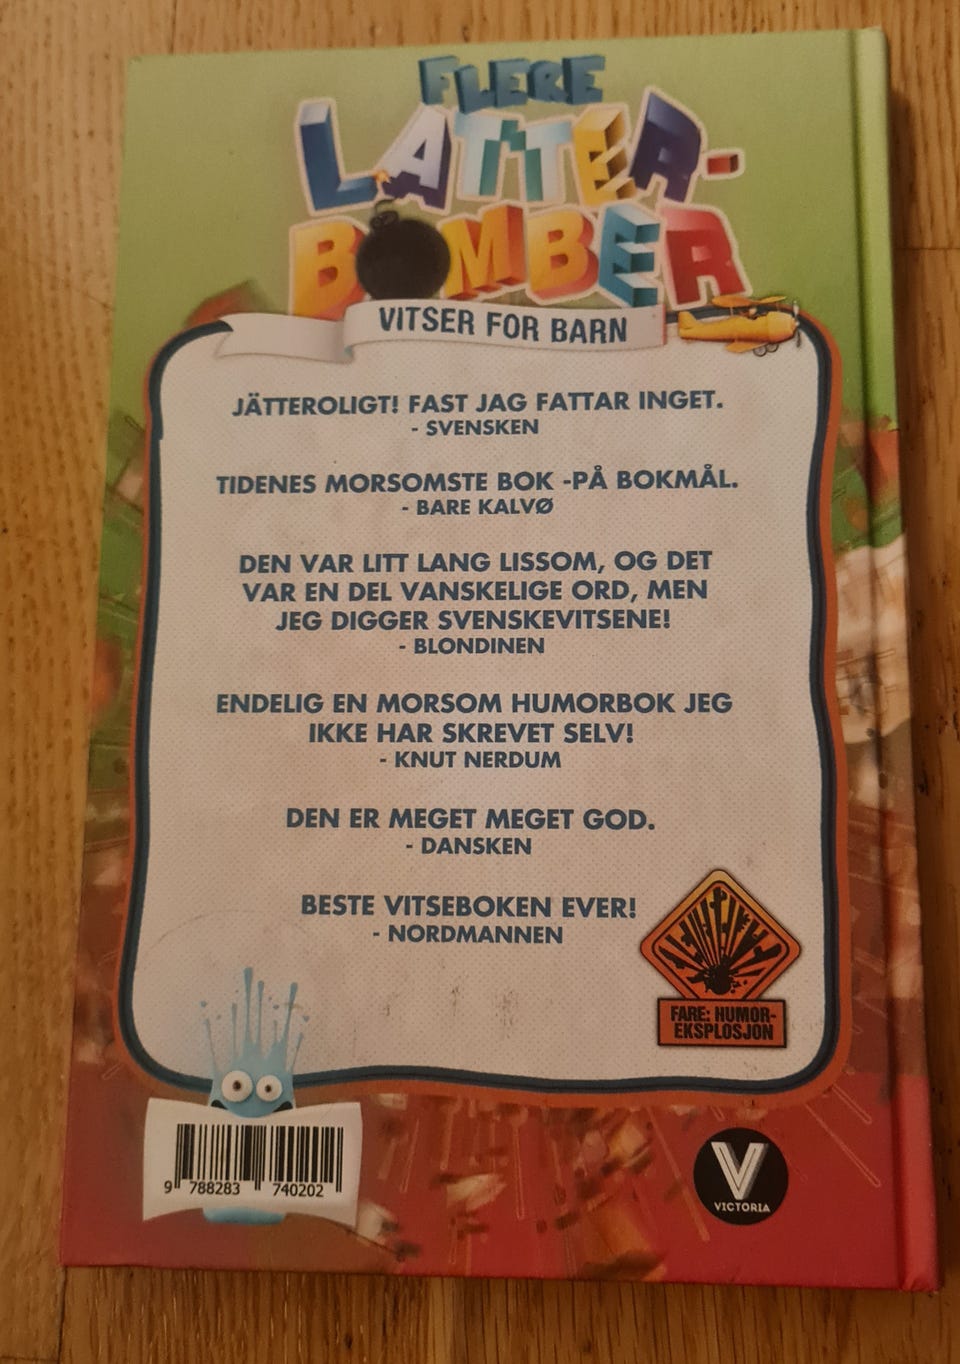 FLERE
LATTER-
BOMBER
VITSER FOR BARN
JÄTTEROLIGT! FAST JAG FATTAR INGET.
- SVENSKEN
TIDENES MORSOMSTE BOK -PÅ BOKMÅL.
- BARE KALVØ
DEN VAR LITT LANG LISSOM, OG DET
VAR EN DEL VANSKELIGE ORD, MEN
JEG DIGGER SVENSKEVITSENE!
- BLONDINEN
ENDELIG EN MORSOM HUMORBOK JEG
IKKE HAR SKREVET SELV!
- KNUT NERDUM
DEN ER MEGET MEGET GOD.
- DANSKEN
BESTE VITSEBOKEN EVER!
- NORDMANNEN
FARE: HUMOR-
EKSPLOSJON
9 788283 740202
V
VICTORIA